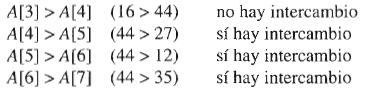 A[3] > A[4] (16 > 44) no hay intercambio
A[4] > A[5] (44 > 27) sí hay intercambio
A[5] > A[6] (44 > 12) sí hay intercambio
A[6] > A[7] (44 > 35) sí hay intercambio